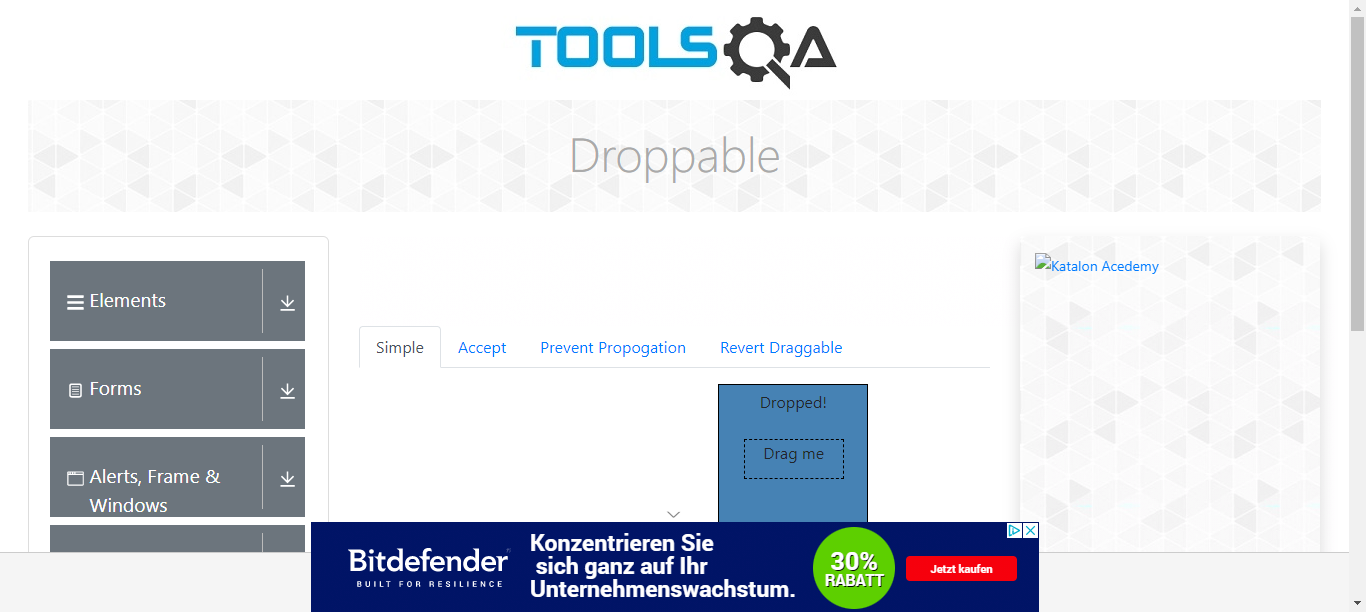 TOOLSQA
Droppable
Elements
Forms
Alerts, Frame &
Windows
Simple
Accept
Prevent Propogation
Revert Draggable
Dropped!
Drag me
Katalon Acedemy
Bitdefender
BUILT FOR RESILIENCE
Konzentrieren Sie
sich ganz auf Ihr
Unternehmenswachstum.
30%
RABATT
Jetzt kaufen